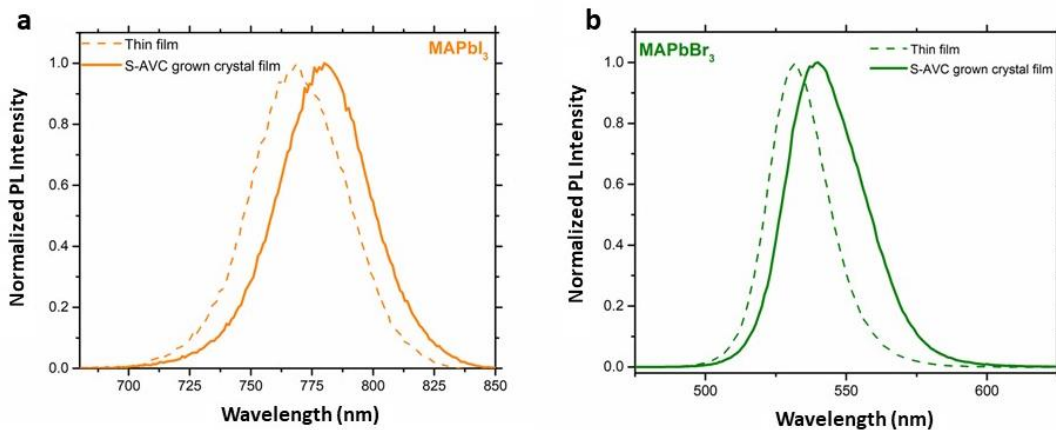 a
MAPbI3
Thin film
S-AVC grown crystal film
Normalized PL Intensity
1.0
0.8
0.6
0.4
0.2
0.0
700 725 750 780 800 825 850
Wavelength (nm)
b
MAPbBr3
Thin film
S-AVC grown crystal film
Normalized PL Intensity
1.0
0.8
0.6
0.4
0.2
0.0
500 550 600
Wavelength (nm)